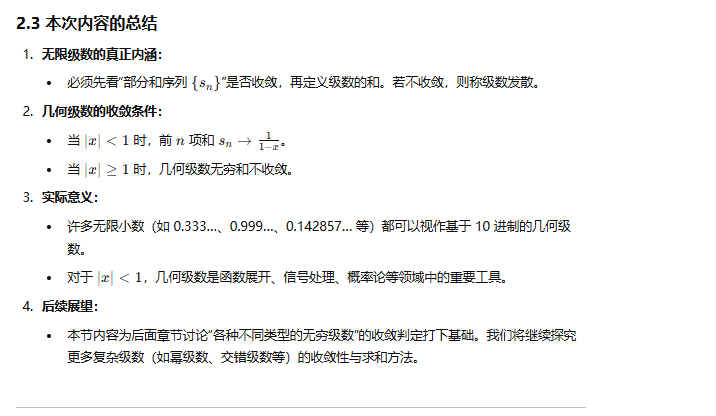 2.3 本次内容的总结
1. 无限级数的真正内涵：
• 必须先看“部分和序列 {sₙ}”是否收敛，再定义级数的和。若不收敛，则称级数发散。
2. 几何级数的收敛条件：
• 当 |x| < 1 时，前 n 项和 sₙ → 1/(1−x)。
• 当 |x| ≥ 1 时，几何级数无穷和不收敛。
3. 实际意义：
• 许多无限小数（如 0.333…、0.999…、0.142857… 等）都可以视作基于 10 进制的几何级
数。
• 对于 |x| < 1，几何级数是函数展开、信号处理、概率论等领域中的重要工具。
4. 后续展望：
• 本节内容为后面章节讨论“各种不同类型的无穷级数”的收敛判定打下基础。我们将继续探究
更多复杂级数（如幂级数、交错级数等）的收敛性与求和方法。